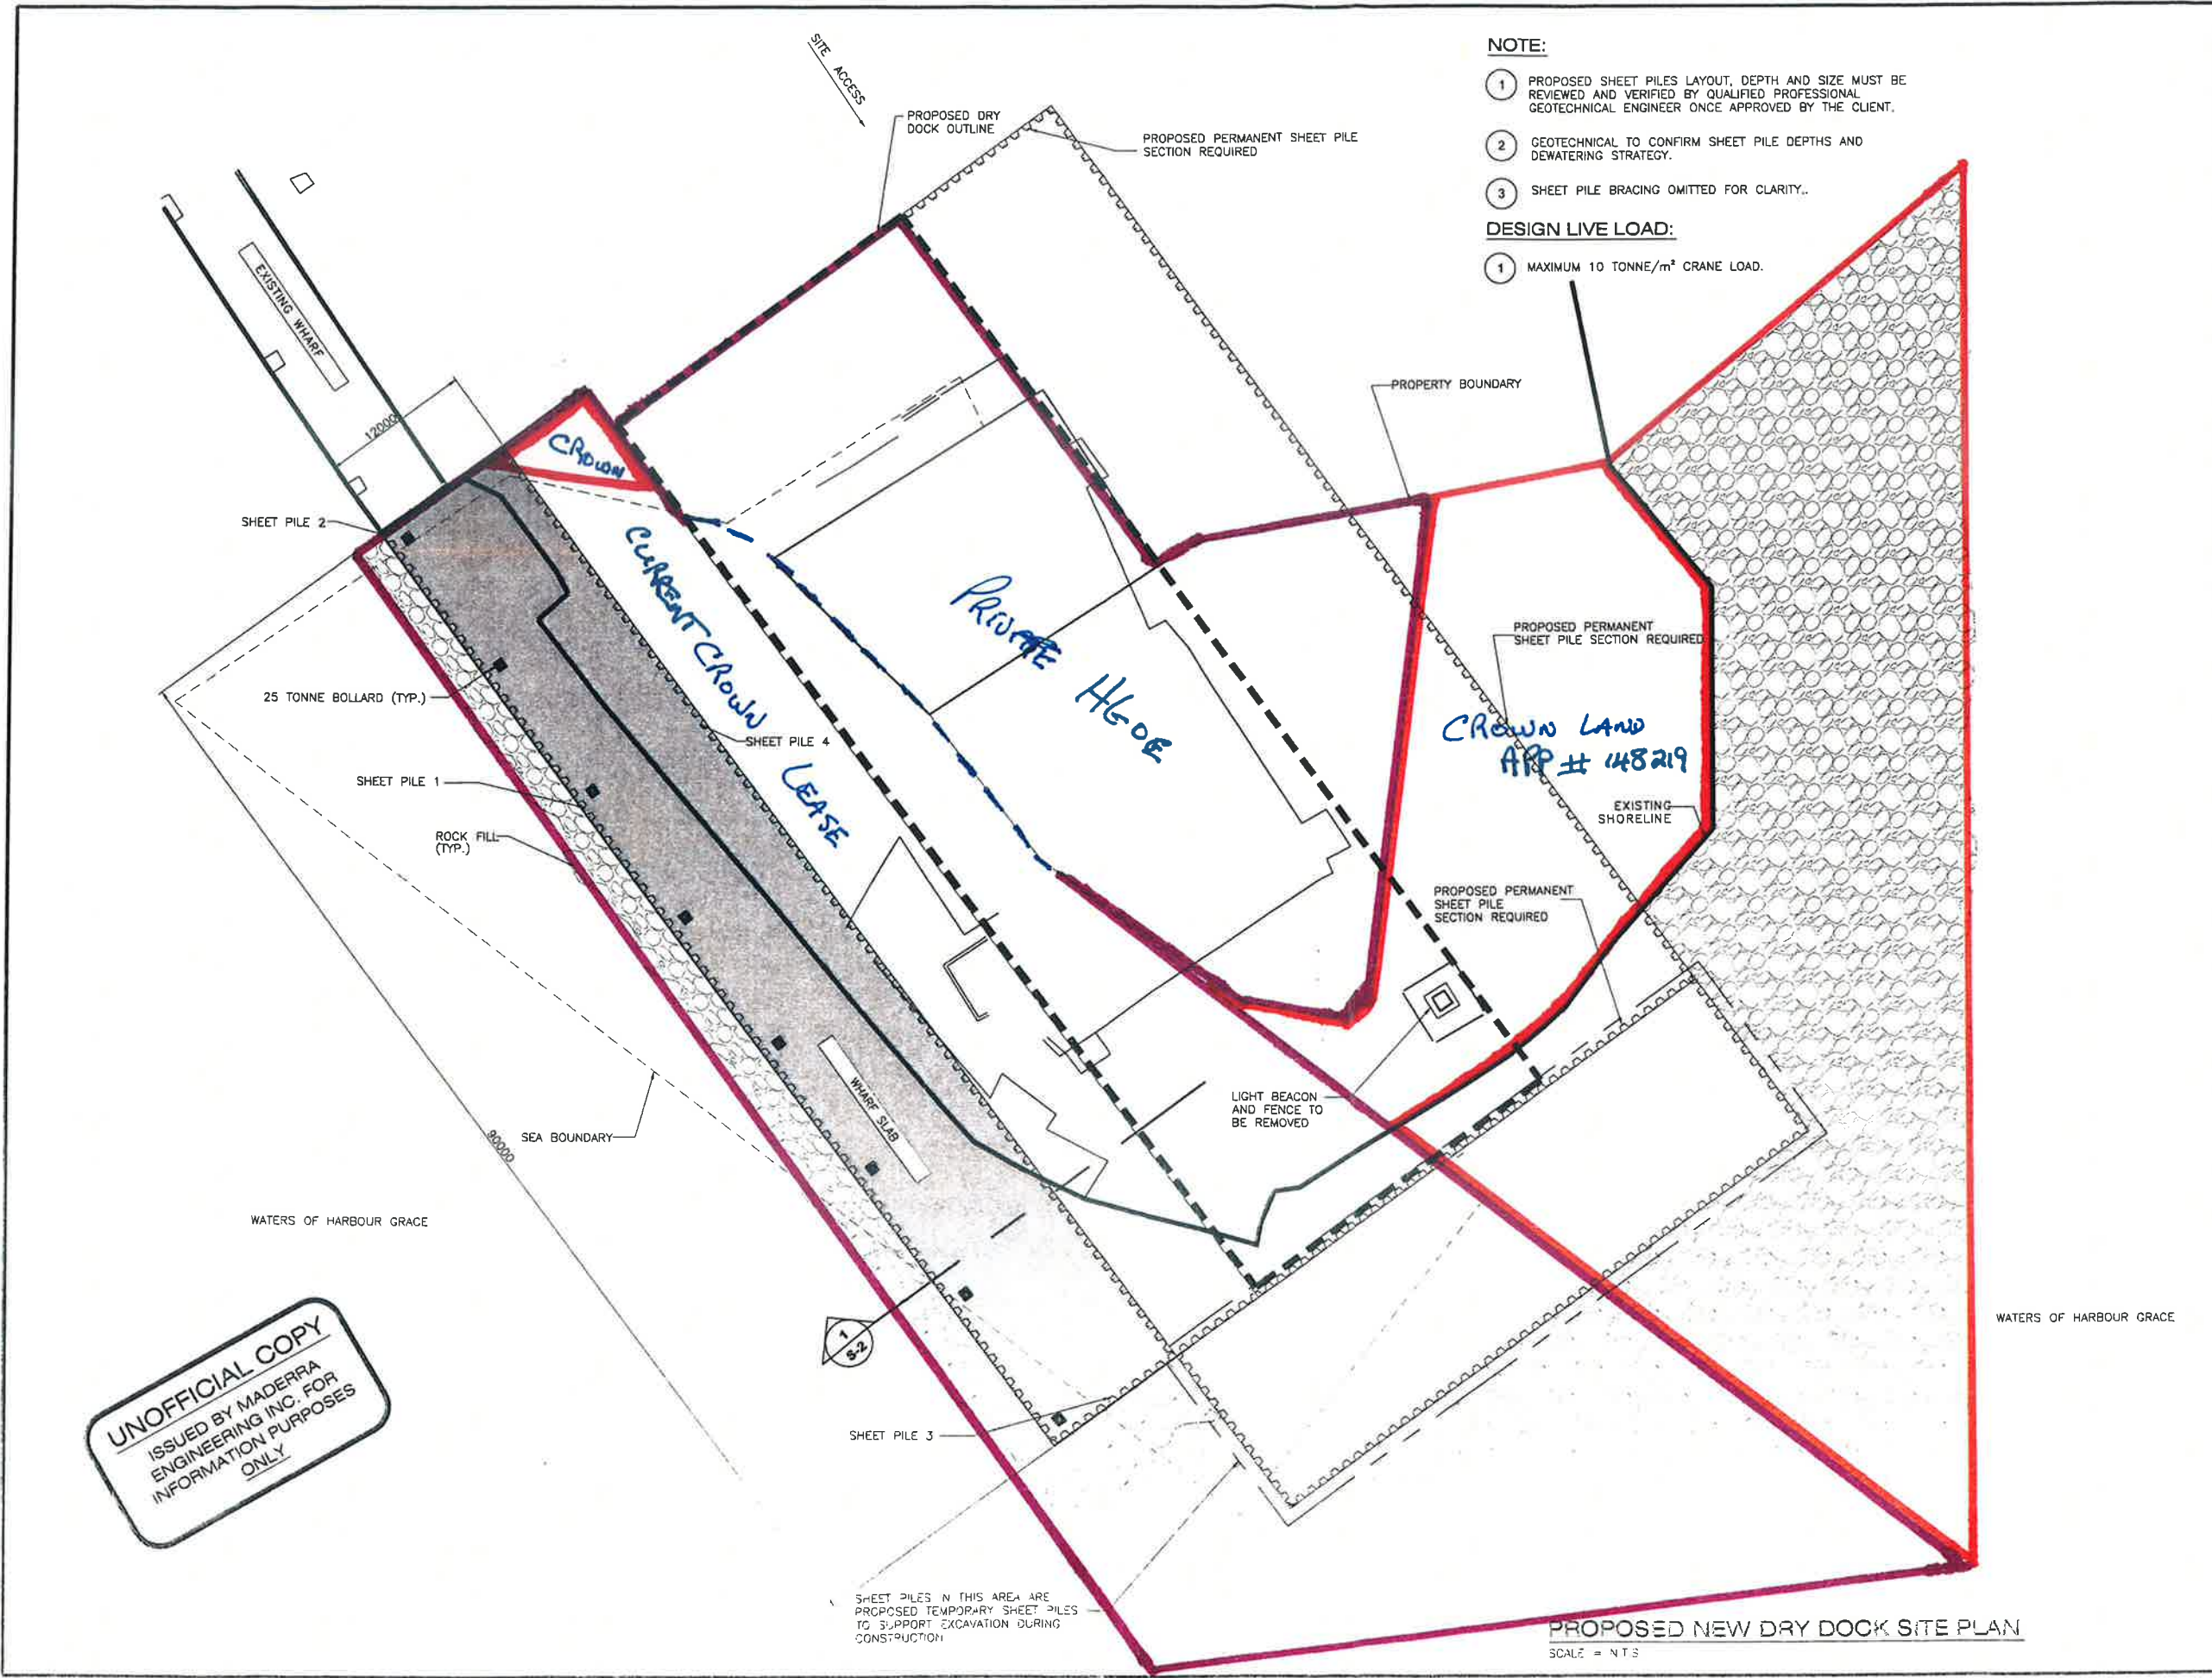 SITE ACCESS
PROPOSED DRY
DOCK OUTLINE
PROPOSED PERMANENT SHEET PILE
SECTION REQUIRED
NOTE:
1 PROPOSED SHEET PILES LAYOUT, DEPTH AND SIZE MUST BE
REVIEWED AND VERIFIED BY QUALIFIED PROFESSIONAL
GEOTECHNICAL ENGINEER ONCE APPROVED BY THE CLIENT.
2 GEOTECHNICAL TO CONFIRM SHEET PILE DEPTHS AND
DEWATERING STRATEGY.
3 SHEET PILE BRACING OMITTED FOR CLARITY..
DESIGN LIVE LOAD:
1 MAXIMUM 10 TONNE/m² CRANE LOAD.
EXISTING WHARF
12000
CROWN
PROPERTY BOUNDARY
SHEET PILE 2
CURRENT CROWN LEASE
PRIVATE HGOE
PROPOSED PERMANENT
SHEET PILE SECTION REQUIRED
25 TONNE BOLLARD (TYP.)
SHEET PILE 4
CROWN LAND
APP # 148219
SHEET PILE 1
EXISTING
SHORELINE
ROCK FILL
(TYP.)
PROPOSED PERMANENT
SHEET PILE
SECTION REQUIRED
WHARF SLAB
LIGHT BEACON
AND FENCE TO
BE REMOVED
SEA BOUNDARY
90000
WATERS OF HARBOUR GRACE
WATERS OF HARBOUR GRACE
1
S-2
UNOFFICIAL COPY
ISSUED BY MADERRA
ENGINEERING INC. FOR
INFORMATION PURPOSES
ONLY
SHEET PILE 3
SHEET PILES IN THIS AREA ARE
PROPOSED TEMPORARY SHEET PILES
TO SUPPORT EXCAVATION DURING
CONSTRUCTION
PROPOSED NEW DRY DOCK SITE PLAN
SCALE = N.T.S